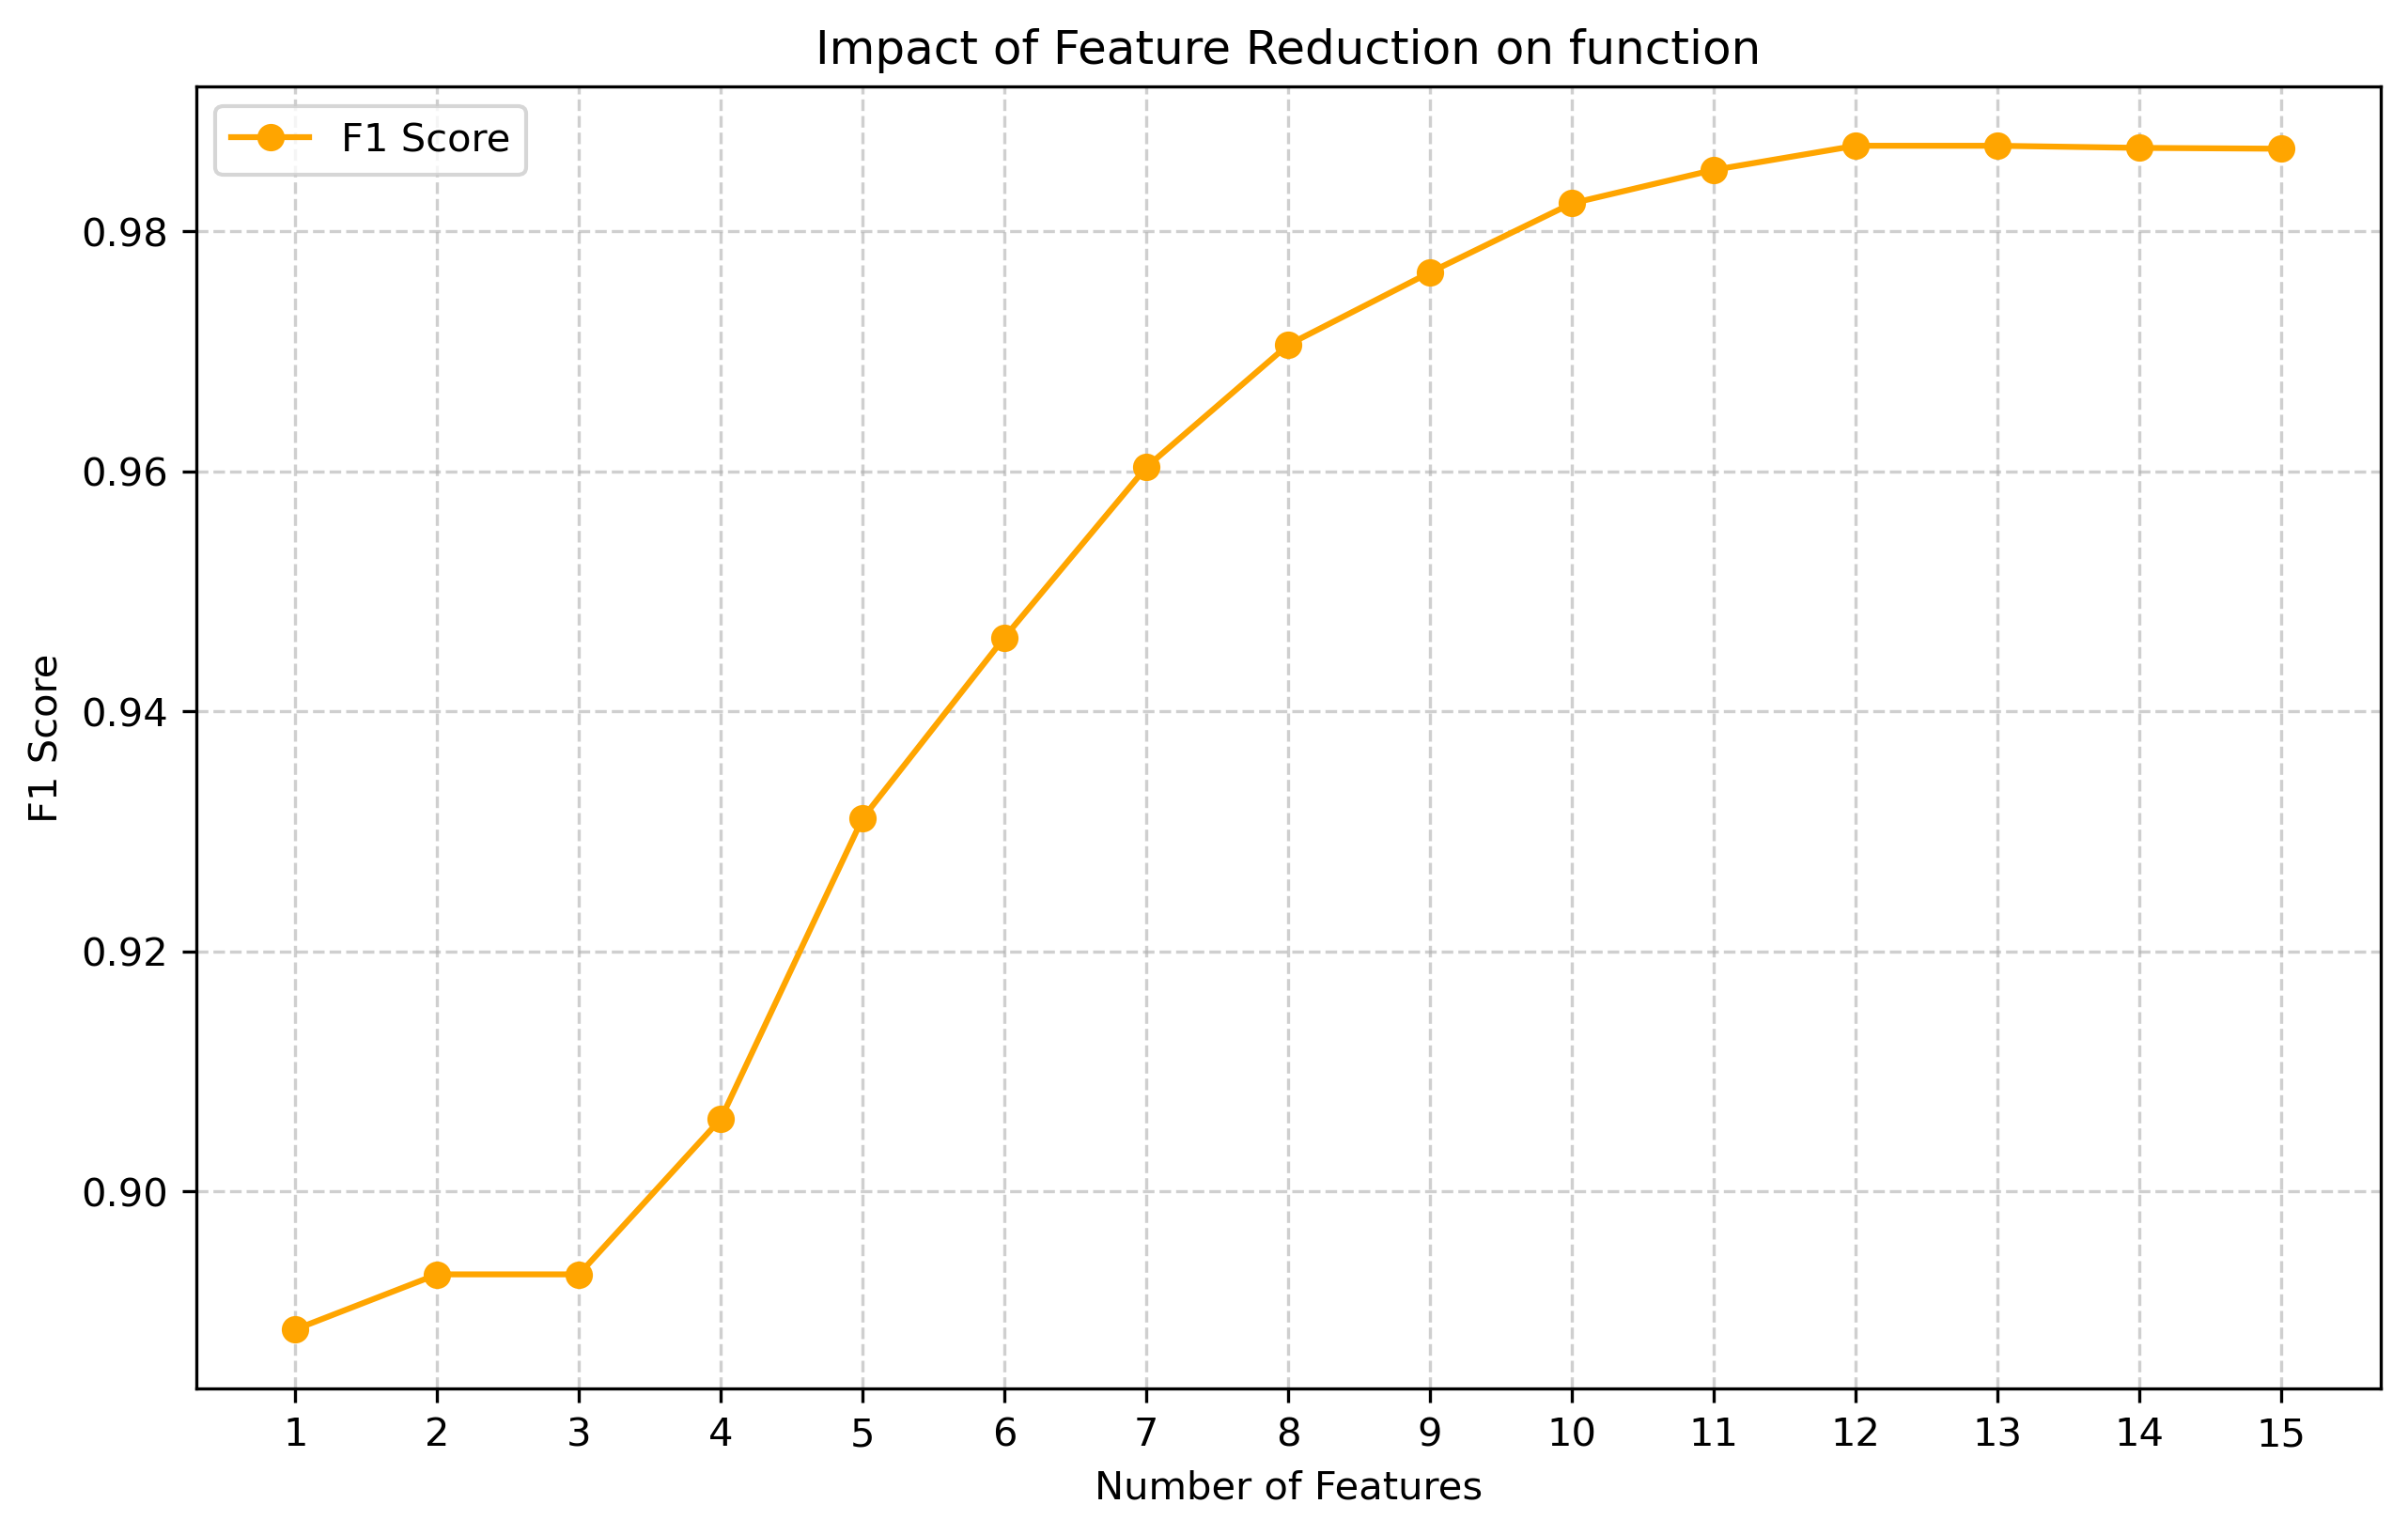 Impact of Feature Reduction on function
F1 Score
0.98
0.96
0.94
0.92
0.90
F1 Score
1 2 3 4 5 6 7 8 9 10 11 12 13 14 15
Number of Features